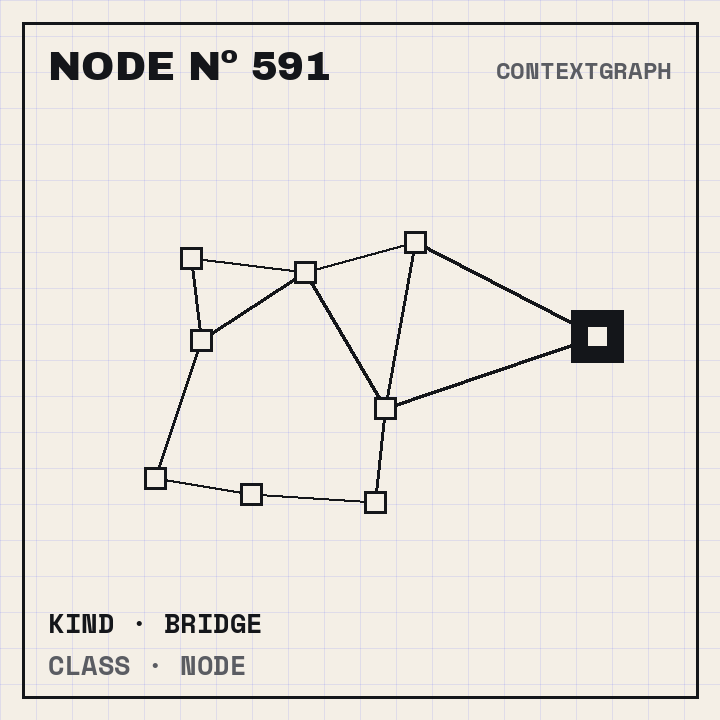 NODE Nº 591
CONTEXTGRAPH
KIND · BRIDGE
CLASS · NODE